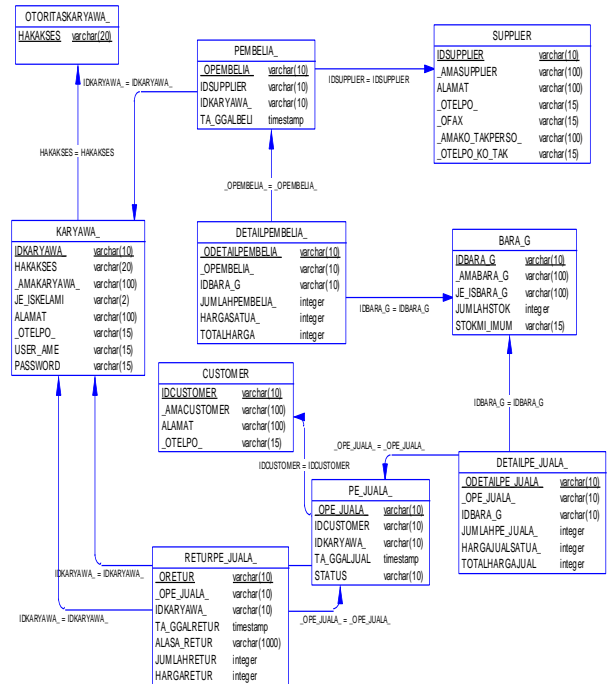 OTORITASKARYAWA_
HAKAKSES varchar(20)
IDKARYAWA_ = IDKARYAWA_
HAKAKSES = HAKAKSES
PEMBELIA_
_OPEMBELIA_ varchar(10)
IDSUPPLIER varchar(10)
IDKARYAWA_ varchar(10)
TA_GGALBELI timestamp
IDSUPPLIER = IDSUPPLIER
SUPPLIER
IDSUPPLIER varchar(10)
_AMASUPPLIER varchar(100)
ALAMAT varchar(100)
_OTELPO_ varchar(15)
_OFAX varchar(15)
_AMAKO_TAKPERSO_ varchar(100)
_OTELPO_KO_TAK varchar(15)
_OPEMBELIA_ = _OPEMBELIA_
KARYAWA_
IDKARYAWA_ varchar(10)
HAKAKSES varchar(20)
_AMAKARYAWA_ varchar(100)
JE_ISKELAMI varchar(2)
ALAMAT varchar(100)
_OTELPO_ varchar(15)
USER_AME varchar(15)
PASSWORD varchar(15)
DETAILPEMBELIA_
_ODETAILPEMBELIA_ varchar(10)
_OPEMBELIA_ varchar(10)
IDBARA_G varchar(10)
JUMLAHPEMBELIA_ integer
HARGASATUA_ integer
TOTALHARGA integer
IDBARA_G = IDBARA_G
BARA_G
IDBARA_G varchar(10)
_AMABARA_G varchar(100)
JE_ISBARA_G varchar(100)
JUMLAHSTOK integer
STOKMI_IMUM varchar(15)
IDBARA_G = IDBARA_G
CUSTOMER
IDCUSTOMER varchar(10)
_AMACUSTOMER varchar(100)
ALAMAT varchar(100)
_OTELPO_ varchar(15)
IDCUSTOMER = IDCUSTOMER
_OPE_JUALA_ = _OPE_JUALA_
DETAILPE_JUALA_
_ODETAILPE_JUALA_ varchar(10)
_OPE_JUALA_ varchar(10)
IDBARA_G varchar(10)
JUMLAHPE_JUALA_ integer
HARGAJUALSATUA_ integer
TOTALHARGAJUAL integer
PE_JUALA_
_OPE_JUALA_ varchar(10)
IDCUSTOMER varchar(10)
IDKARYAWA_ varchar(10)
TA_GGALJUAL timestamp
STATUS varchar(10)
IDKARYAWA_ = IDKARYAWA_
IDKARYAWA_ = IDKARYAWA_
RETURPE_JUALA_
_ORETUR varchar(10)
_OPE_JUALA_ varchar(10)
IDKARYAWA_ varchar(10)
TA_GGALRETUR timestamp
ALASA_RETUR varchar(1000)
JUMLAHRETUR integer
HARGARETUR integer
_OPE_JUALA_ = _OPE_JUALA_